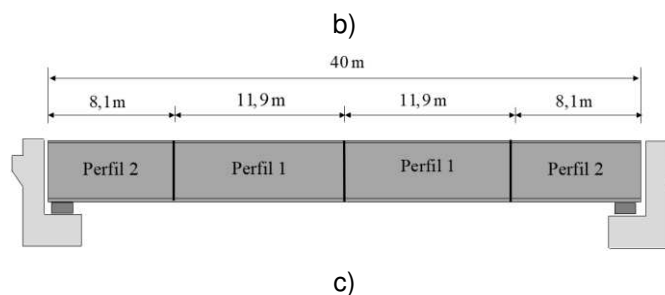 b)
40 m
8,1m 11,9m 11,9m 8,1m
Perfil 2 Perfil 1 Perfil 1 Perfil 2
c)